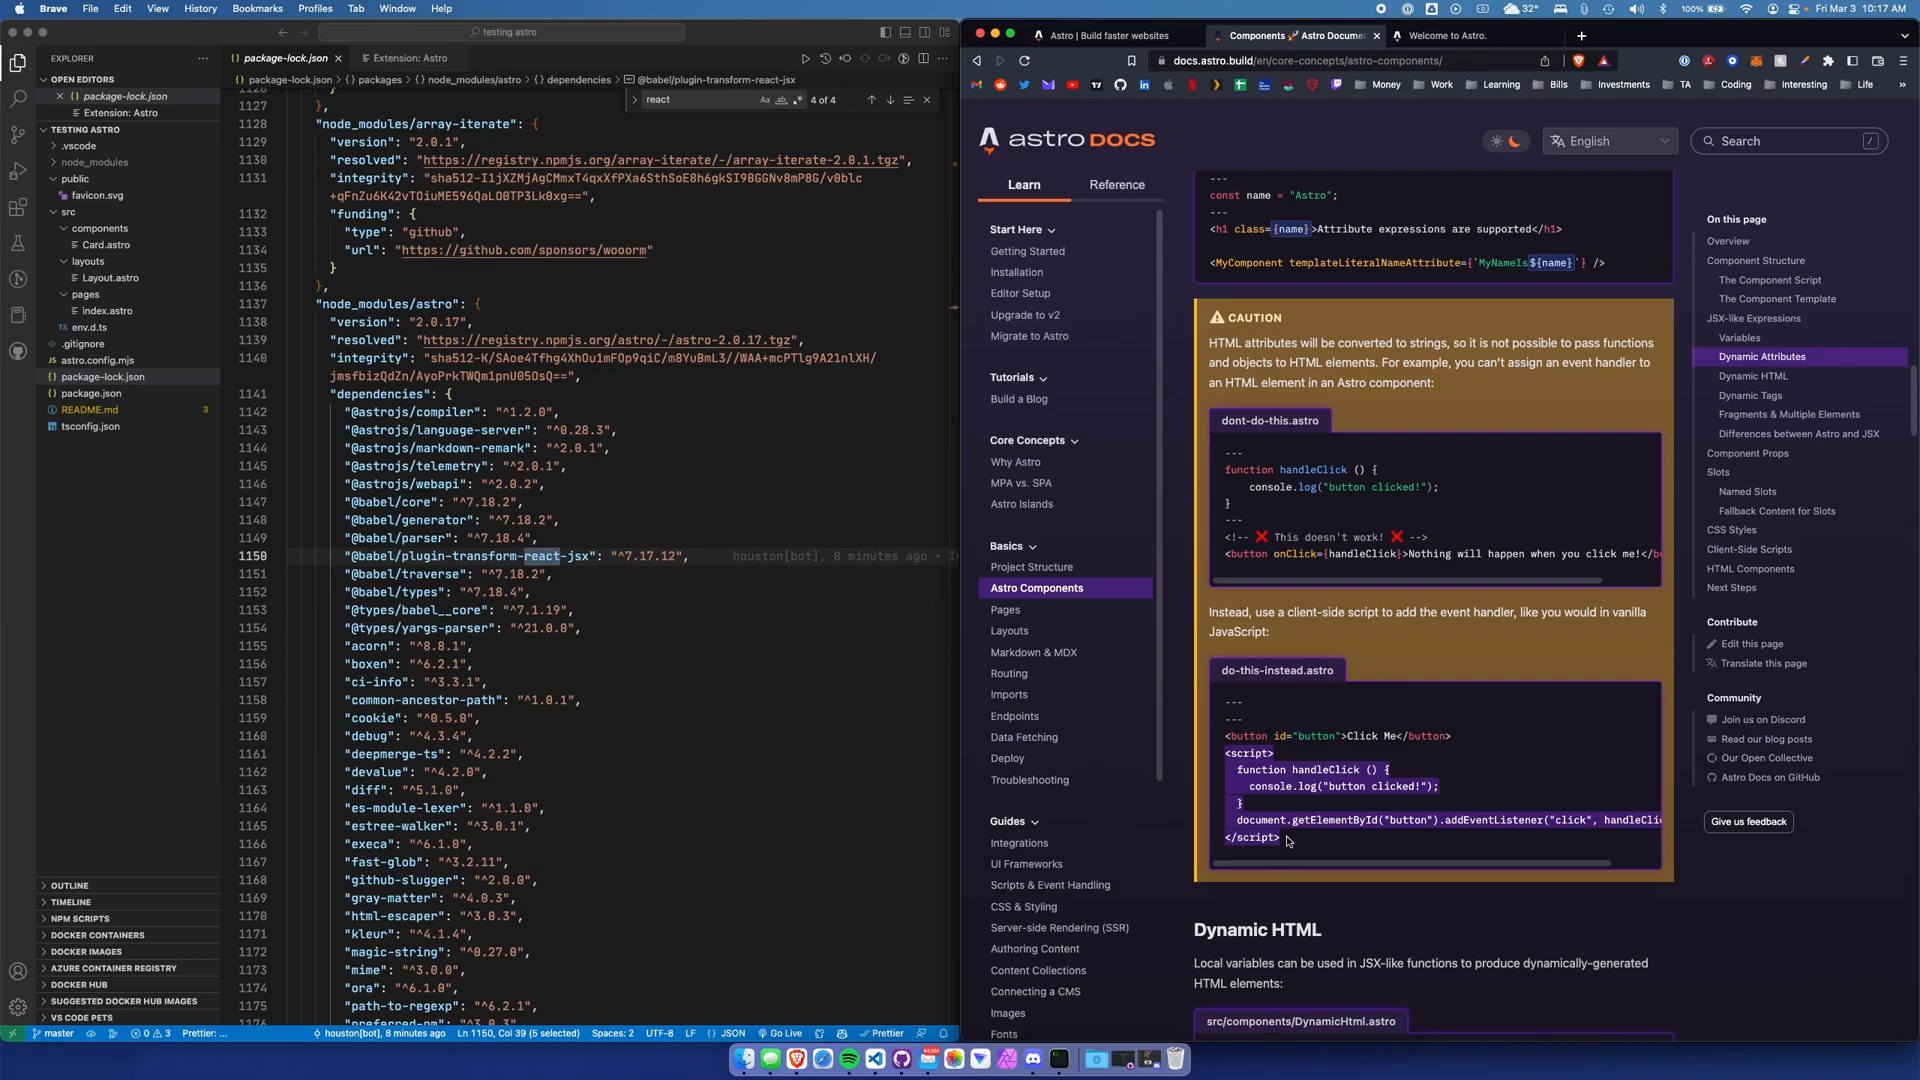 Brave File Edit View History Bookmarks Profiles Tab Window Help
32° 100% Fri Mar 3 10:17 AM
testing astro
EXPLORER
OPEN EDITORS
package-lock.json
Extension: Astro
TESTING ASTRO
.vscode
node_modules
public
favicon.svg
src
components
Card.astro
layouts
Layout.astro
pages
index.astro
TS env.d.ts
.gitignore
JS astro.config.mjs
{} package-lock.json
{} package.json
README.md 3
tsconfig.json
OUTLINE
TIMELINE
NPM SCRIPTS
DOCKER CONTAINERS
DOCKER IMAGES
AZURE CONTAINER REGISTRY
DOCKER HUB
SUGGESTED DOCKER HUB IMAGES
VS CODE PETS
{} package-lock.json Extension: Astro
{} package-lock.json > {} packages > {} node_modules/astro > {} dependencies > @babel/plugin-transform-react-jsx
react Aa ab 4 of 4
1127 },
1128 "node_modules/array-iterate": {
1129 "version": "2.0.1",
1130 "resolved": "https://registry.npmjs.org/array-iterate/-/array-iterate-2.0.1.tgz",
1131 "integrity": "sha512-I1jXZMjAgCMmxT4qxXfPXa6SthSoE8h6gkSI9BGGNv8mP8G/v0blc
+qFnZu6K42vTOiuME596QaLO0TP3Lk0xg==",
1132 "funding": {
1133 "type": "github",
1134 "url": "https://github.com/sponsors/wooorm"
1135 }
1136 },
1137 "node_modules/astro": {
1138 "version": "2.0.17",
1139 "resolved": "https://registry.npmjs.org/astro/-/astro-2.0.17.tgz",
1140 "integrity": "sha512-K/SAoe4Tfhg4XhOu1mFOp9qiC/m8YuBmL3//WAA+mcPTlg9A21nlXH/
jmsfbizQdZn/AyoPrkTWQm1pnU05OsQ==",
1141 "dependencies": {
1142 "@astrojs/compiler": "^1.2.0",
1143 "@astrojs/language-server": "^0.28.3",
1144 "@astrojs/markdown-remark": "^2.0.1",
1145 "@astrojs/telemetry": "^2.0.1",
1146 "@astrojs/webapi": "^2.0.2",
1147 "@babel/core": "^7.18.2",
1148 "@babel/generator": "^7.18.2",
1149 "@babel/parser": "^7.18.4",
1150 "@babel/plugin-transform-react-jsx": "^7.17.12", houston[bot], 8 minutes ago •
1151 "@babel/traverse": "^7.18.2",
1152 "@babel/types": "^7.18.4",
1153 "@types/babel__core": "^7.1.19",
1154 "@types/yargs-parser": "^21.0.0",
1155 "acorn": "^8.8.1",
1156 "boxen": "^6.2.1",
1157 "ci-info": "^3.3.1",
1158 "common-ancestor-path": "^1.0.1",
1159 "cookie": "^0.5.0",
1160 "debug": "^4.3.4",
1161 "deepmerge-ts": "^4.2.2",
1162 "devalue": "^4.2.0",
1163 "diff": "^5.1.0",
1164 "es-module-lexer": "^1.1.0",
1165 "estree-walker": "^3.0.1",
1166 "execa": "^6.1.0",
1167 "fast-glob": "^3.2.11",
1168 "github-slugger": "^2.0.0",
1169 "gray-matter": "^4.0.3",
1170 "html-escaper": "^3.0.3",
1171 "kleur": "^4.1.4",
1172 "magic-string": "^0.27.0",
1173 "mime": "^3.0.0",
1174 "ora": "^6.1.0",
1175 "path-to-regexp": "^6.2.1",
master 0 3 Prettier: ... houston[bot], 8 minutes ago Ln 1150, Col 39 (5 selected) Spaces: 2 UTF-8 LF {} JSON Go Live Prettier
Astro | Build faster websites Components 🚀 Astro Documen Welcome to Astro.
docs.astro.build/en/core-concepts/astro-components/
Money Work Learning Bills Investments TA Coding Interesting Life
astro DOCS English Search /
Learn Reference
Start Here
Getting Started
Installation
Editor Setup
Upgrade to v2
Migrate to Astro
Tutorials
Build a Blog
Core Concepts
Why Astro
MPA vs. SPA
Astro Islands
Basics
Project Structure
Astro Components
Pages
Layouts
Markdown & MDX
Routing
Imports
Endpoints
Data Fetching
Deploy
Troubleshooting
Guides
Integrations
UI Frameworks
Scripts & Event Handling
CSS & Styling
Server-side Rendering (SSR)
Authoring Content
Content Collections
Connecting a CMS
Images
Fonts
---
const name = "Astro";
---
<h1 class={name}>Attribute expressions are supported</h1>
<MyComponent templateLiteralNameAttribute={`MyNameIs${name}`} />
CAUTION
HTML attributes will be converted to strings, so it is not possible to pass functions
and objects to HTML elements. For example, you can't assign an event handler to
an HTML element in an Astro component:
dont-do-this.astro
---
function handleClick () {
console.log("button clicked!");
}
---
<!-- ❌ This doesn't work! ❌ -->
<button onClick={handleClick}>Nothing will happen when you click me!</bu
Instead, use a client-side script to add the event handler, like you would in vanilla
JavaScript:
do-this-instead.astro
---
---
<button id="button">Click Me</button>
<script>
function handleClick () {
console.log("button clicked!");
}
document.getElementById("button").addEventListener("click", handleClic
</script>
Dynamic HTML
Local variables can be used in JSX-like functions to produce dynamically-generated
HTML elements:
src/components/DynamicHtml.astro
On this page
Overview
Component Structure
The Component Script
The Component Template
JSX-like Expressions
Variables
Dynamic Attributes
Dynamic HTML
Dynamic Tags
Fragments & Multiple Elements
Differences between Astro and JSX
Component Props
Slots
Named Slots
Fallback Content for Slots
CSS Styles
Client-Side Scripts
HTML Components
Next Steps
Contribute
Edit this page
Translate this page
Community
Join us on Discord
Read our blog posts
Our Open Collective
Astro Docs on GitHub
Give us feedback